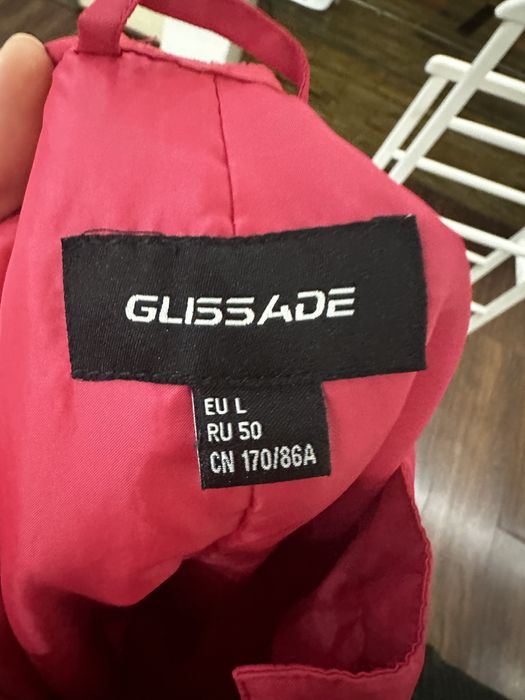 GLISSADE
EU L
RU 50
CN 170/86A